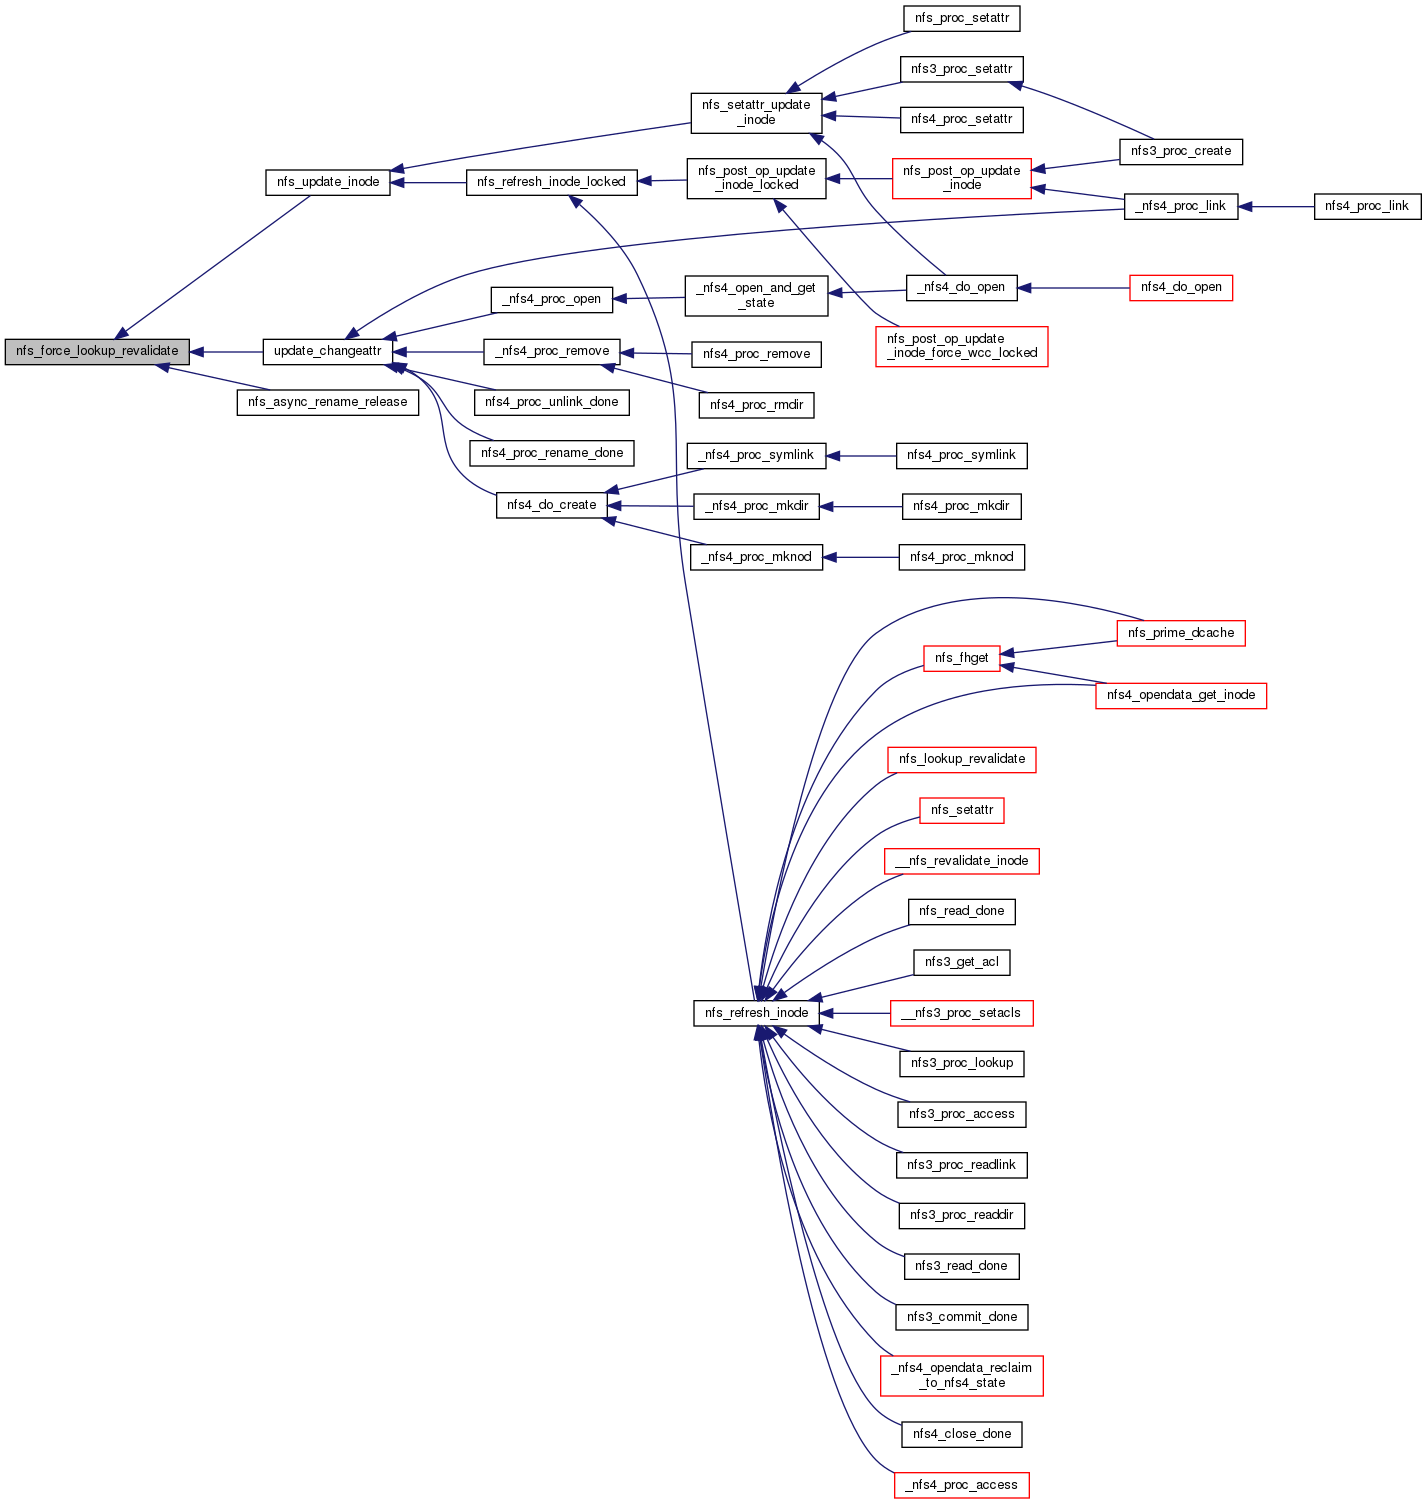 nfs_proc_setattr
nfs3_proc_setattr
nfs_setattr_update
_inode
nfs4_proc_setattr
nfs3_proc_create
nfs_update_inode
nfs_refresh_inode_locked
nfs_post_op_update
_inode_locked
nfs_post_op_update
_inode
_nfs4_proc_link
nfs4_proc_link
_nfs4_proc_open
_nfs4_open_and_get
_state
_nfs4_do_open
nfs4_do_open
nfs_force_lookup_revalidate
update_changeattr
_nfs4_proc_remove
nfs4_proc_remove
nfs_post_op_update
_inode_force_wcc_locked
nfs_async_rename_release
nfs4_proc_unlink_done
nfs4_proc_rmdir
nfs4_proc_rename_done
_nfs4_proc_symlink
nfs4_proc_symlink
nfs4_do_create
_nfs4_proc_mkdir
nfs4_proc_mkdir
_nfs4_proc_mknod
nfs4_proc_mknod
nfs_prime_dcache
nfs_fhget
nfs4_opendata_get_inode
nfs_lookup_revalidate
nfs_setattr
__nfs_revalidate_inode
nfs_read_done
nfs3_get_acl
nfs_refresh_inode
__nfs3_proc_setacls
nfs3_proc_lookup
nfs3_proc_access
nfs3_proc_readlink
nfs3_proc_readdir
nfs3_read_done
nfs3_commit_done
_nfs4_opendata_reclaim
_to_nfs4_state
nfs4_close_done
_nfs4_proc_access